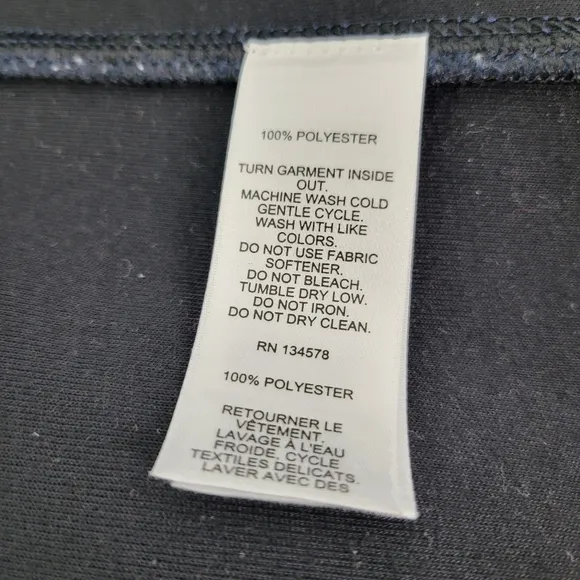 100% POLYESTER
TURN GARMENT INSIDE
OUT.
MACHINE WASH COLD
GENTLE CYCLE.
WASH WITH LIKE
COLORS.
DO NOT USE FABRIC
SOFTENER.
DO NOT BLEACH.
TUMBLE DRY LOW.
DO NOT IRON.
DO NOT DRY CLEAN.
RN 134578
100% POLYESTER
RETOURNER LE
VÊTEMENT.
LAVAGE À L'EAU
FROIDE, CYCLE
TEXTILES DELICATS.
LAVER AVEC DES